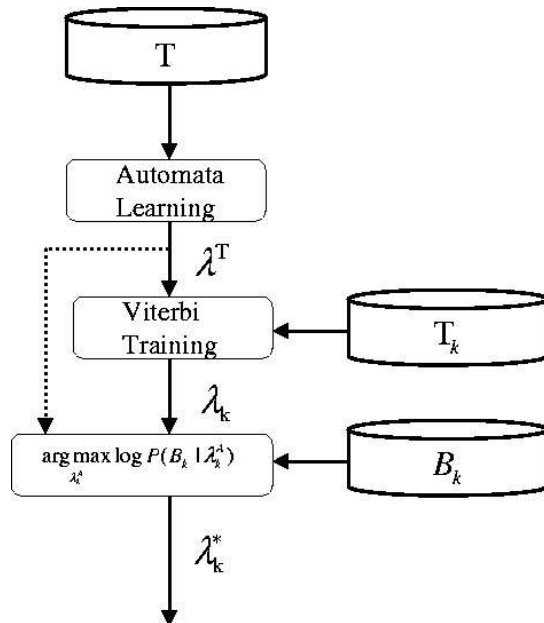 T
Automata
Learning
λ^T
Viterbi
Training
T_k
λ_k
arg max log P(B_k | λ_k^A)
λ_k^A
B_k
λ_k^*